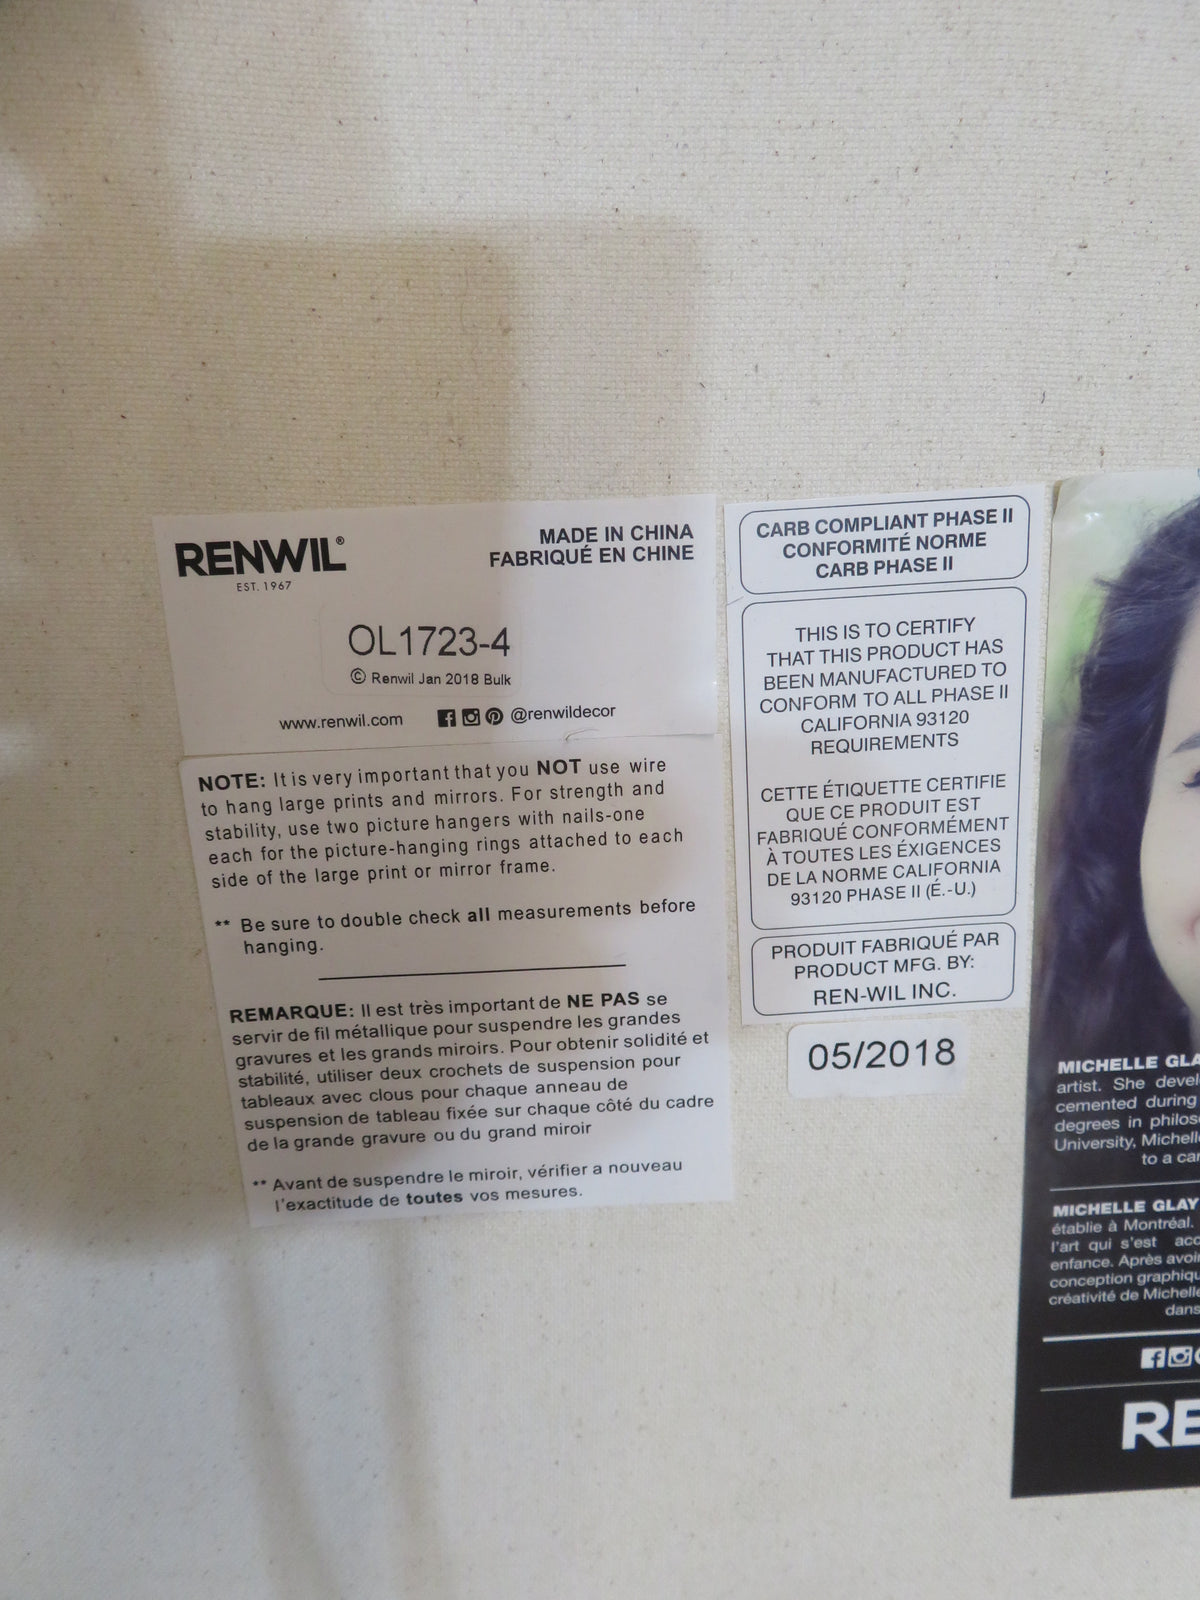 RENWIL®
EST. 1967
MADE IN CHINA
FABRIQUÉ EN CHINE
OL1723-4
© Renwil Jan 2018 Bulk
www.renwil.com @renwildecor
NOTE: It is very important that you NOT use wire
to hang large prints and mirrors. For strength and
stability, use two picture hangers with nails-one
each for the picture-hanging rings attached to each
side of the large print or mirror frame.
** Be sure to double check all measurements before
hanging.
REMARQUE: Il est très important de NE PAS se
servir de fil métallique pour suspendre les grandes
gravures et les grands miroirs. Pour obtenir solidité et
stabilité, utiliser deux crochets de suspension pour
tableaux avec clous pour chaque anneau de
suspension de tableau fixée sur chaque côté du cadre
de la grande gravure ou du grand miroir
** Avant de suspendre le miroir, vérifier a nouveau
l'exactitude de toutes vos mesures.
CARB COMPLIANT PHASE II
CONFORMITÉ NORME
CARB PHASE II
THIS IS TO CERTIFY
THAT THIS PRODUCT HAS
BEEN MANUFACTURED TO
CONFORM TO ALL PHASE II
CALIFORNIA 93120
REQUIREMENTS
CETTE ÉTIQUETTE CERTIFIE
QUE CE PRODUIT EST
FABRIQUÉ CONFORMÉMENT
À TOUTES LES ÉXIGENCES
DE LA NORME CALIFORNIA
93120 PHASE II (É.-U.)
PRODUIT FABRIQUÉ PAR
PRODUCT MFG. BY:
REN-WIL INC.
05/2018
MICHELLE
artist. She
cemented during
degrees in
University,
to a
MICHELLE
établie à Montréal.
l'art qui s'est
enfance. Après
conception
créativité de
dans